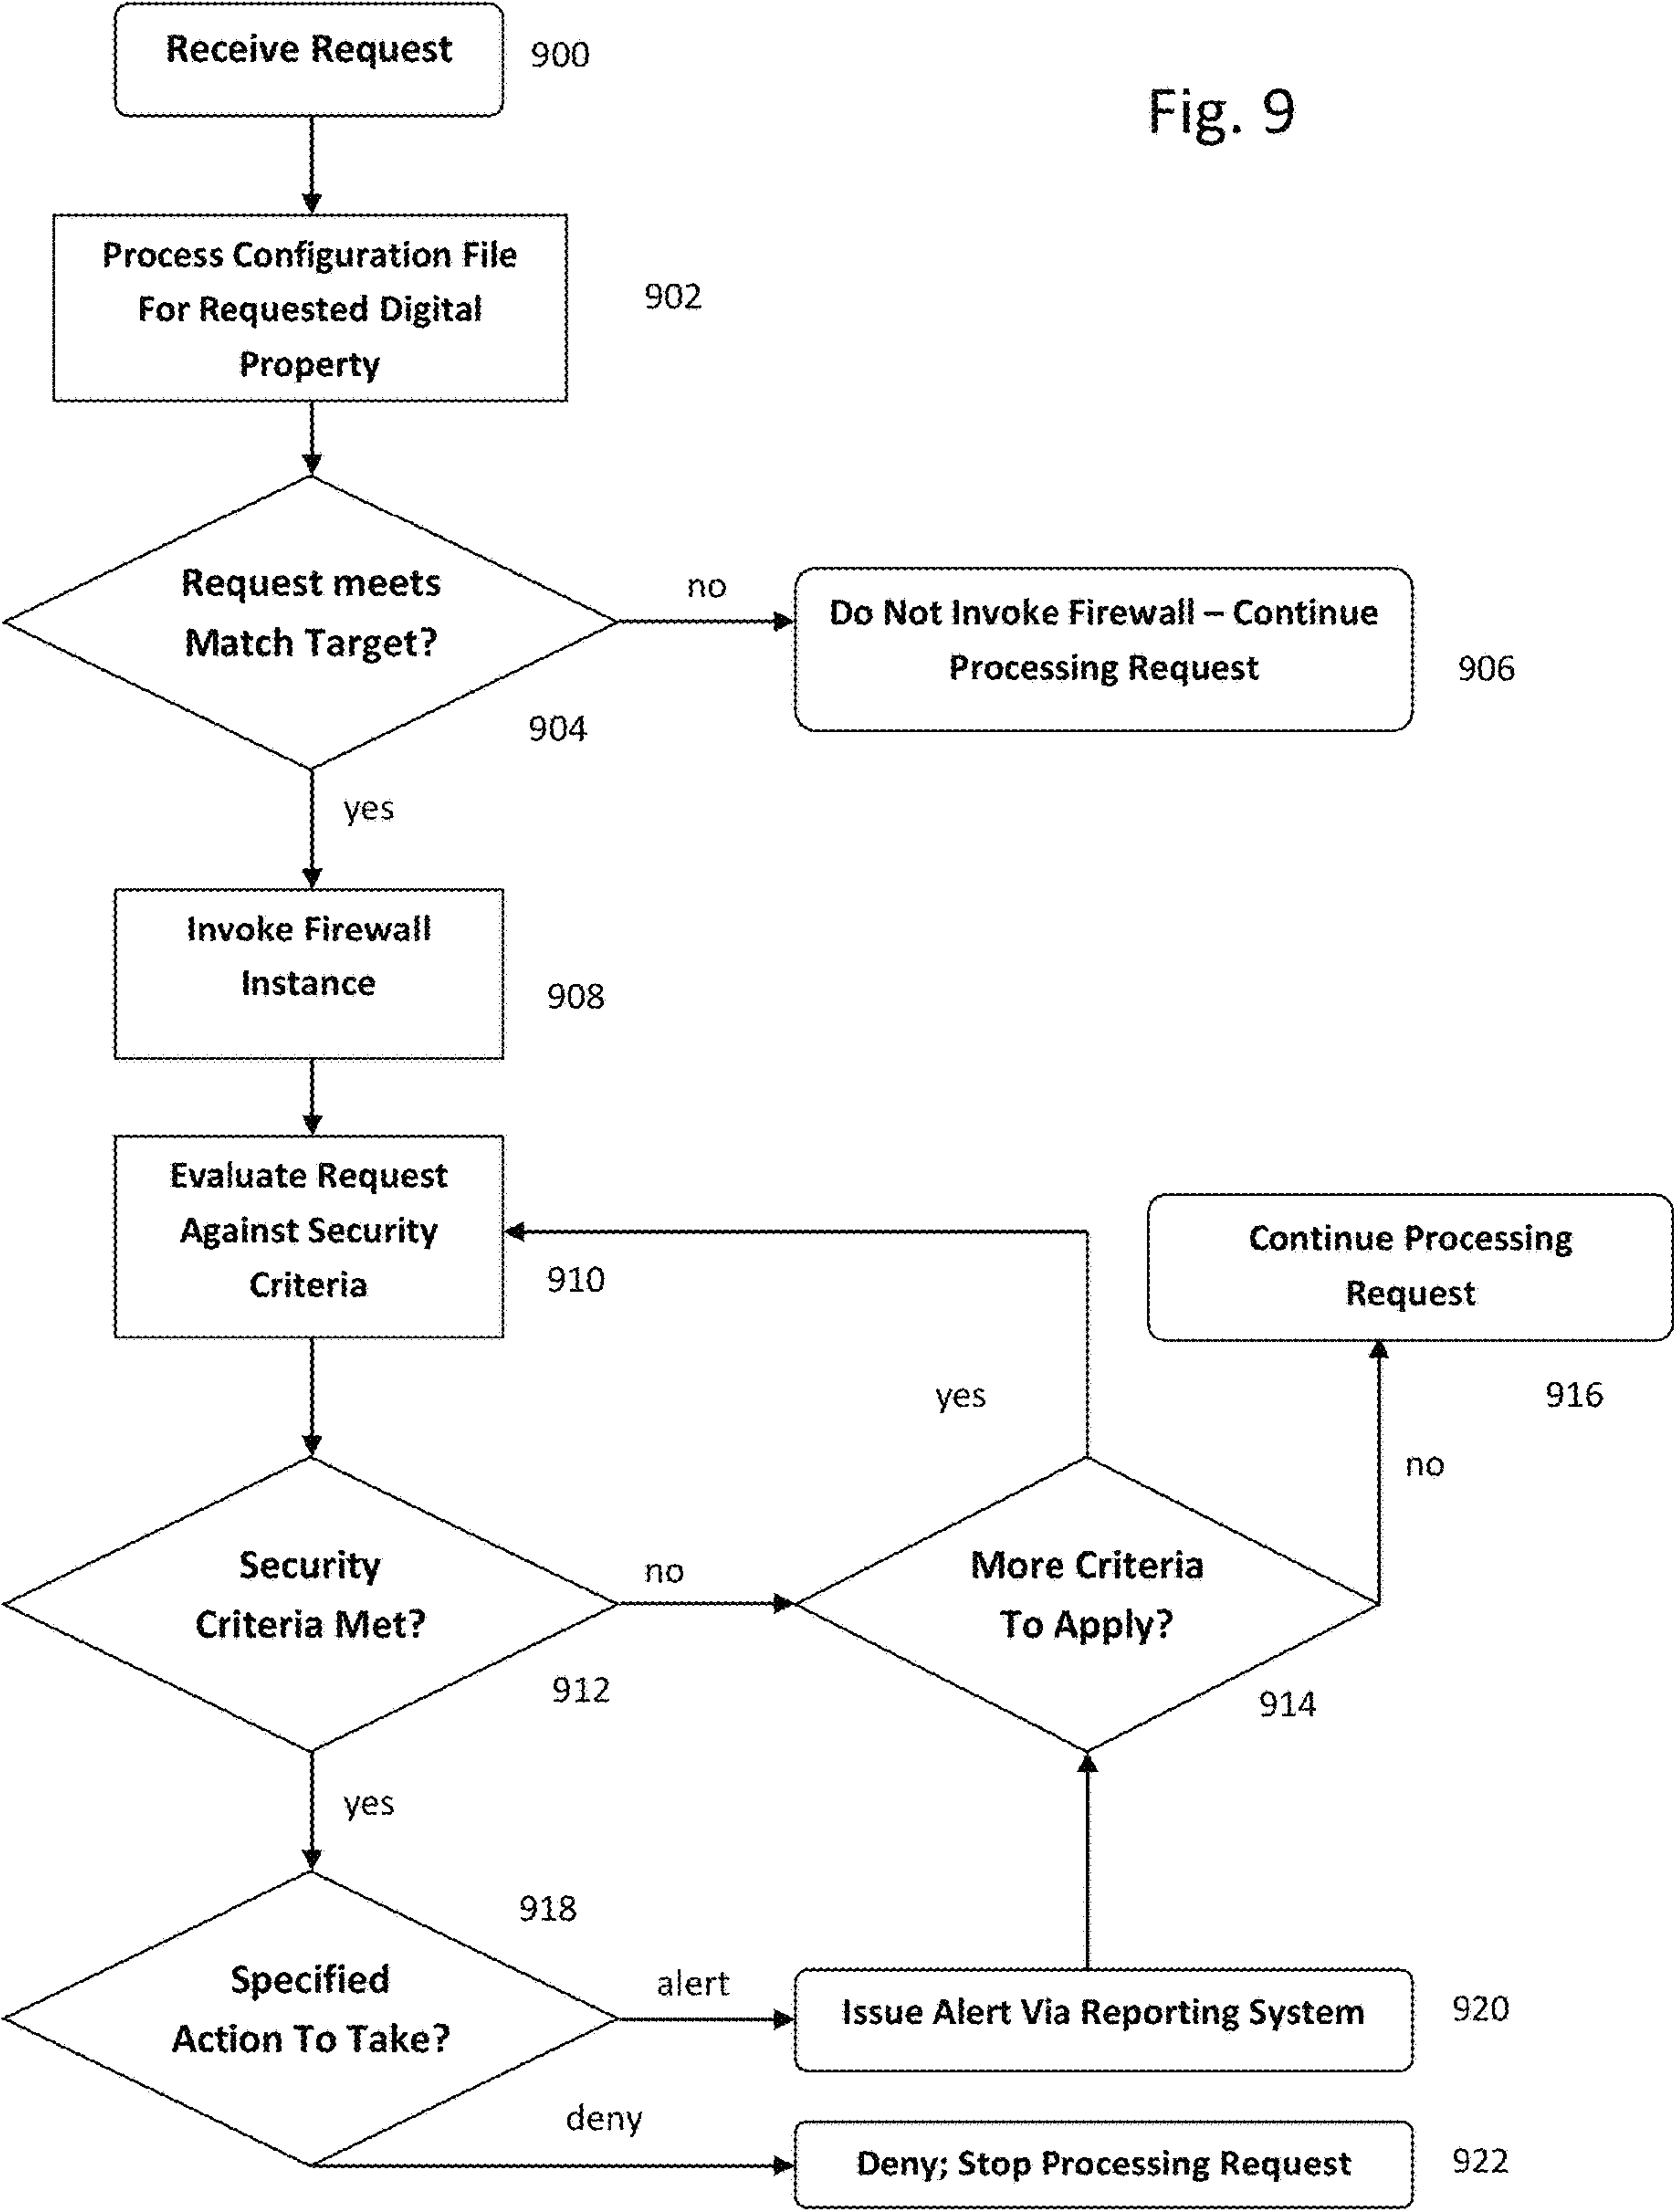 Receive Request
900
Fig. 9
Process Configuration File
For Requested Digital
Property
902
Request meets
Match Target?
904
no
Do Not Invoke Firewall – Continue
Processing Request
906
yes
Invoke Firewall
Instance
908
Evaluate Request
Against Security
Criteria
910
Continue Processing
Request
916
yes
no
Security
Criteria Met?
912
no
More Criteria
To Apply?
914
yes
918
Specified
Action To Take?
alert
Issue Alert Via Reporting System
920
deny
Deny; Stop Processing Request
922